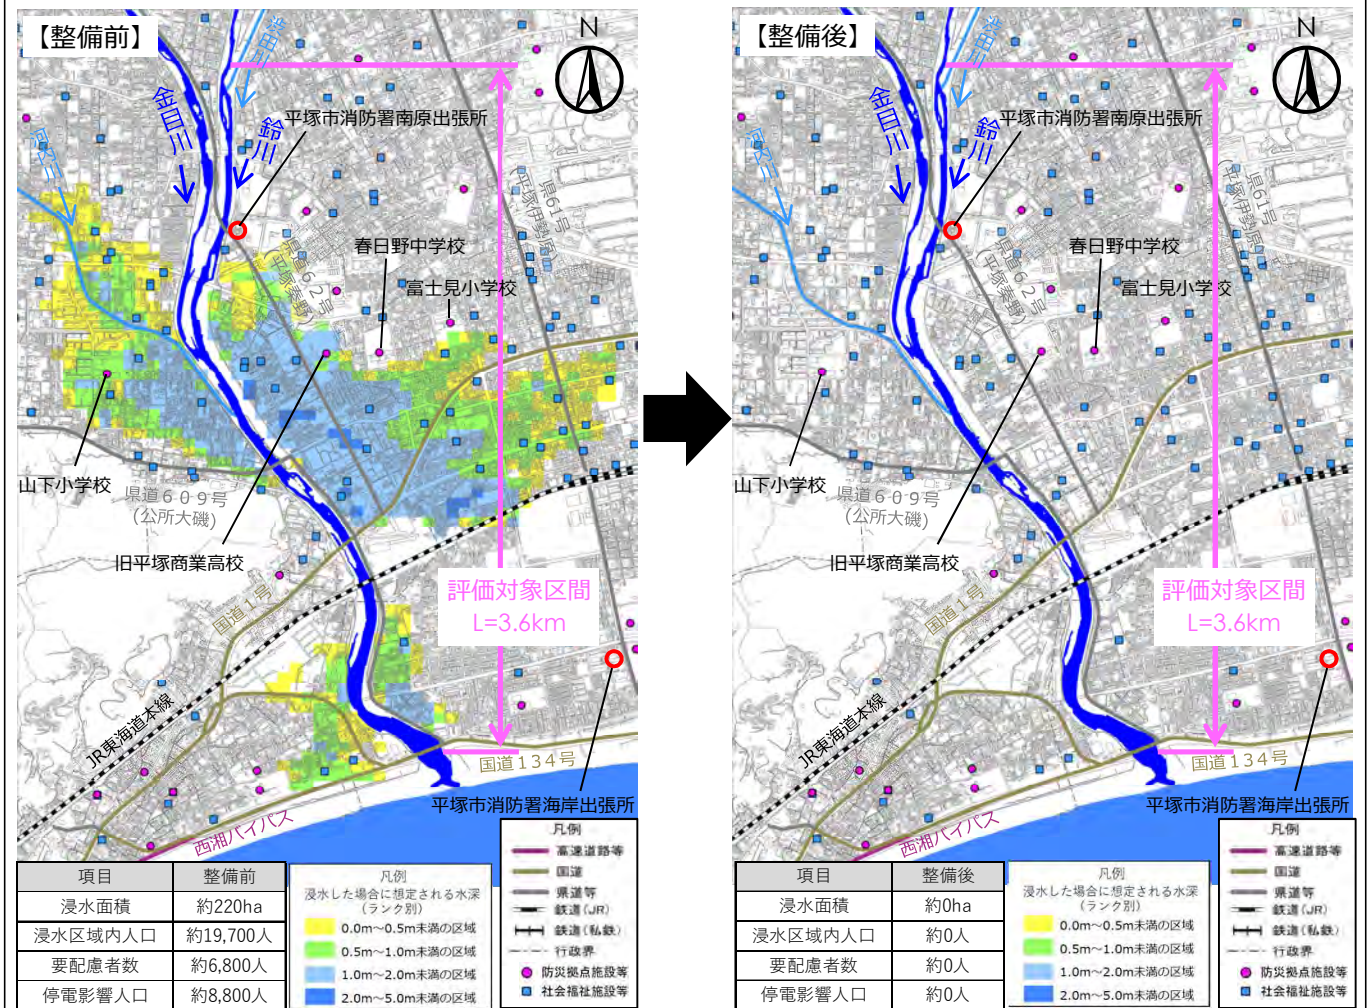 【整備前】
N
渋田川
金目川
鈴川
河内川
平塚市消防署南原出張所
県道62号
(平塚秦野)
県61号
(平塚伊勢原)
春日野中学校
富士見小学校
山下小学校
県道609号
(公所大磯)
旧平塚商業高校
国道1号
評価対象区間
L=3.6km
JR東海道本線
国道134号
西湘バイパス
平塚市消防署海岸出張所
項目 整備前
浸水面積 約220ha
浸水区域内人口 約19,700人
要配慮者数 約6,800人
停電影響人口 約8,800人
凡例
浸水した場合に想定される水深
(ランク別)
0.0m～0.5m未満の区域
0.5m～1.0m未満の区域
1.0m～2.0m未満の区域
2.0m～5.0m未満の区域
凡例
高速道路等
国道
県道等
鉄道(JR)
鉄道(私鉄)
行政界
防災拠点施設等
社会福祉施設等
【整備後】
N
渋田川
金目川
鈴川
河内川
平塚市消防署南原出張所
県道62号
(平塚秦野)
県61号
(平塚伊勢原)
春日野中学校
富士見小学校
山下小学校
県道609号
(公所大磯)
旧平塚商業高校
国道1号
評価対象区間
L=3.6km
JR東海道本線
国道134号
西湘バイパス
平塚市消防署海岸出張所
項目 整備後
浸水面積 約0ha
浸水区域内人口 約0人
要配慮者数 約0人
停電影響人口 約0人
凡例
浸水した場合に想定される水深
(ランク別)
0.0m～0.5m未満の区域
0.5m～1.0m未満の区域
1.0m～2.0m未満の区域
2.0m～5.0m未満の区域
凡例
高速道路等
国道
県道等
鉄道(JR)
鉄道(私鉄)
行政界
防災拠点施設等
社会福祉施設等